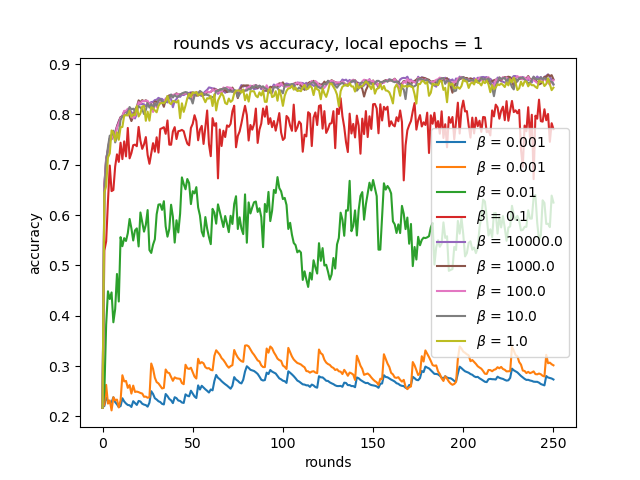 rounds vs accuracy, local epochs = 1
accuracy
0.9
0.8
0.7
0.6
0.5
0.4
0.3
0.2
β = 0.001
β = 0.001
β = 0.01
β = 0.1
β = 10000.0
β = 1000.0
β = 100.0
β = 10.0
β = 1.0
0 50 100 150 200 250
rounds